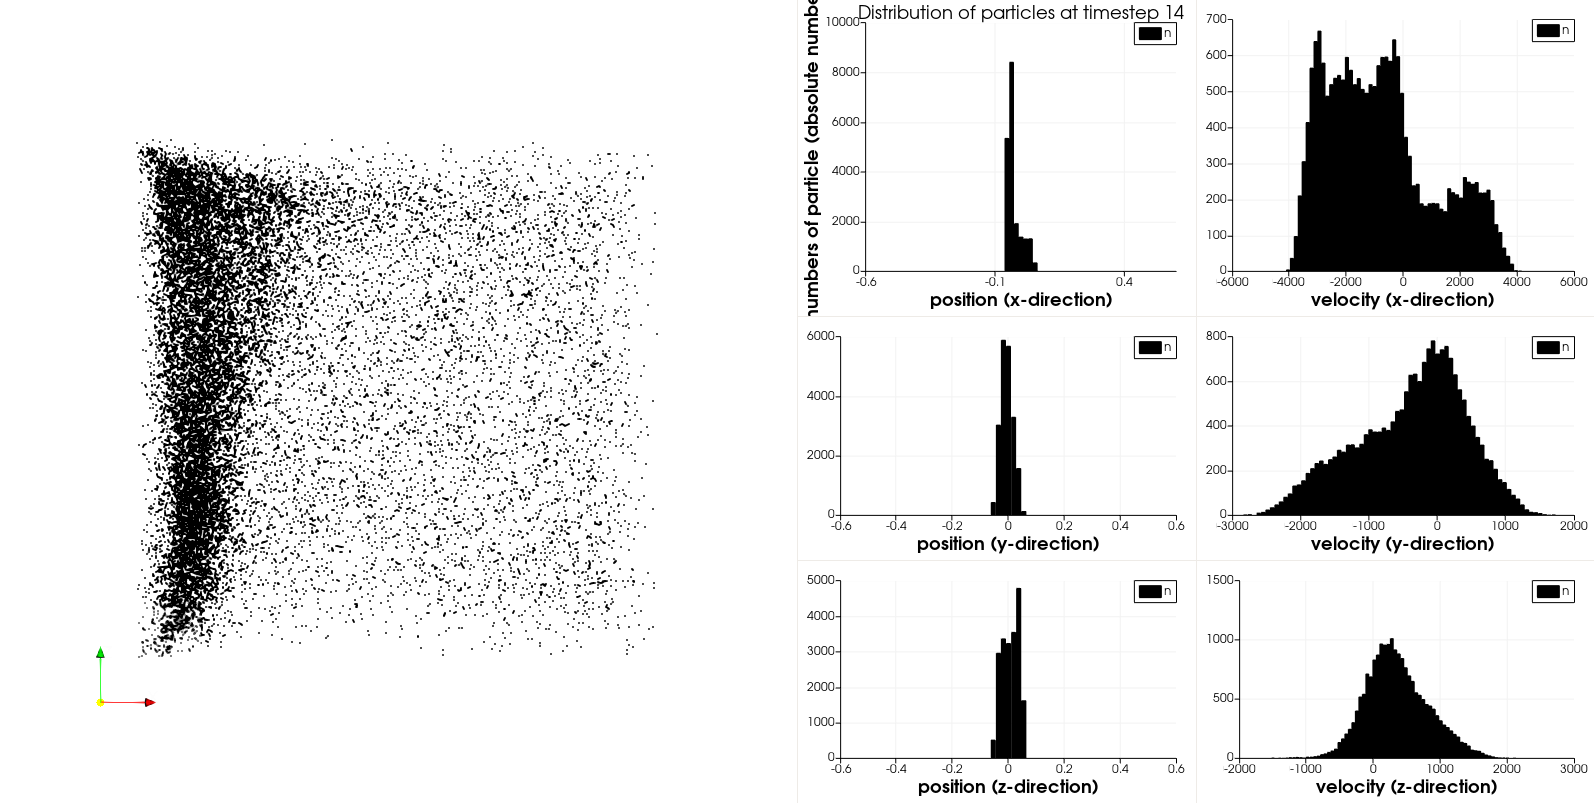 Distribution of particles at timestep 14
numbers of particle (absolute numbe
10000
8000
6000
4000
2000
0
-0.6 -0.1 0.4
position (x-direction)
n
700
600
500
400
300
200
100
0
-6000 -4000 -2000 0 2000 4000 6000
velocity (x-direction)
n
6000
4000
2000
0
-0.6 -0.4 -0.2 0 0.2 0.4 0.6
position (y-direction)
n
800
600
400
200
0
-3000 -2000 -1000 0 1000 2000
velocity (y-direction)
n
5000
4000
3000
2000
1000
0
-0.6 -0.4 -0.2 0 0.2 0.4 0.6
position (z-direction)
n
1500
1000
500
0
-2000 -1000 0 1000 2000 3000
velocity (z-direction)
n